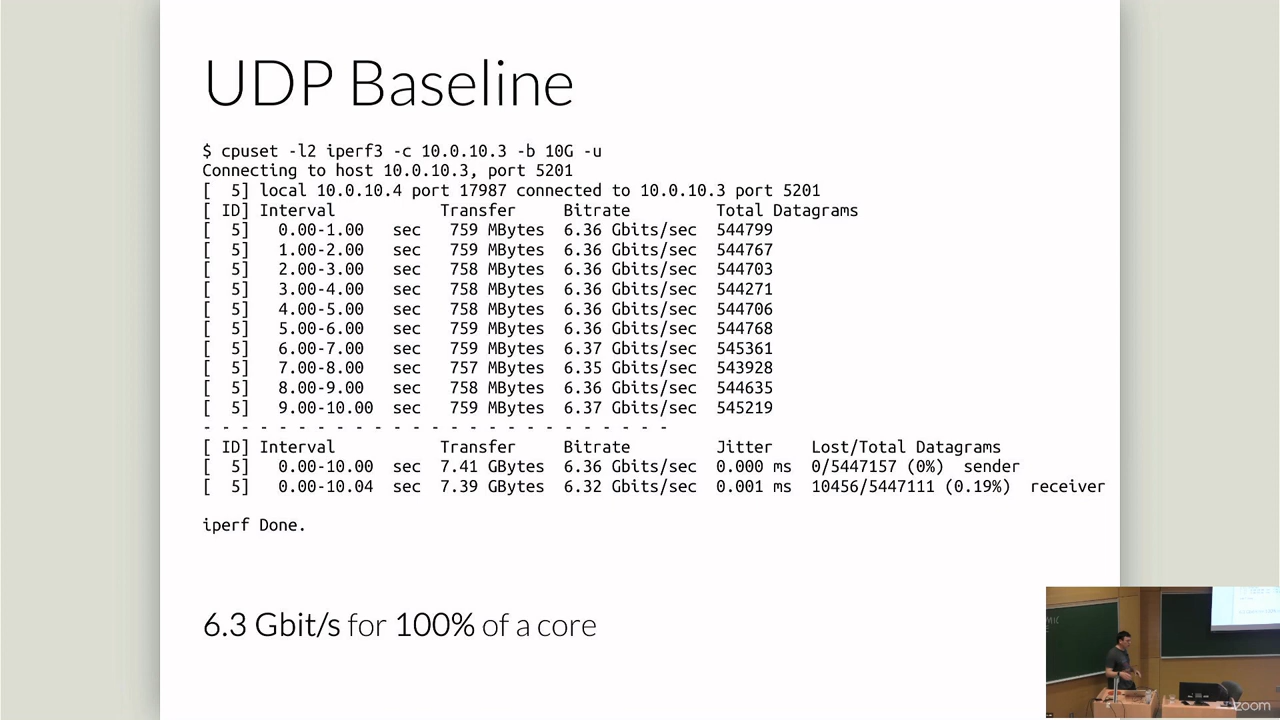 UDP Baseline
$ cpuset -l2 iperf3 -c 10.0.10.3 -b 10G -u
Connecting to host 10.0.10.3, port 5201
[  5] local 10.0.10.4 port 17987 connected to 10.0.10.3 port 5201
[ ID] Interval           Transfer     Bitrate         Total Datagrams
[  5]   0.00-1.00   sec   759 MBytes  6.36 Gbits/sec  544799
[  5]   1.00-2.00   sec   759 MBytes  6.36 Gbits/sec  544767
[  5]   2.00-3.00   sec   758 MBytes  6.36 Gbits/sec  544703
[  5]   3.00-4.00   sec   758 MBytes  6.36 Gbits/sec  544271
[  5]   4.00-5.00   sec   758 MBytes  6.36 Gbits/sec  544706
[  5]   5.00-6.00   sec   759 MBytes  6.36 Gbits/sec  544768
[  5]   6.00-7.00   sec   759 MBytes  6.37 Gbits/sec  545361
[  5]   7.00-8.00   sec   757 MBytes  6.35 Gbits/sec  543928
[  5]   8.00-9.00   sec   758 MBytes  6.36 Gbits/sec  544635
[  5]   9.00-10.00  sec   759 MBytes  6.37 Gbits/sec  545219
- - - - - - - - - - - - - - - - - - - - - - - - -
[ ID] Interval           Transfer     Bitrate         Jitter    Lost/Total Datagrams
[  5]   0.00-10.00  sec  7.41 GBytes  6.36 Gbits/sec  0.000 ms  0/5447157 (0%)  sender
[  5]   0.00-10.04  sec  7.39 GBytes  6.32 Gbits/sec  0.001 ms  10456/5447111 (0.19%)  receiver
iperf Done.
6.3 Gbit/s for 100% of a core
zoom